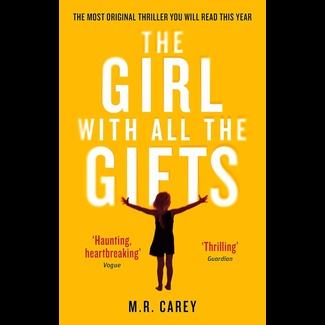 THE MOST ORIGINAL THRILLER YOU WILL READ THIS YEAR
THE
GIRL
WITH ALL THE
GIFTS
‘Haunting,
heartbreaking’
Vogue
‘Thrilling’
Guardian
M.R. CAREY